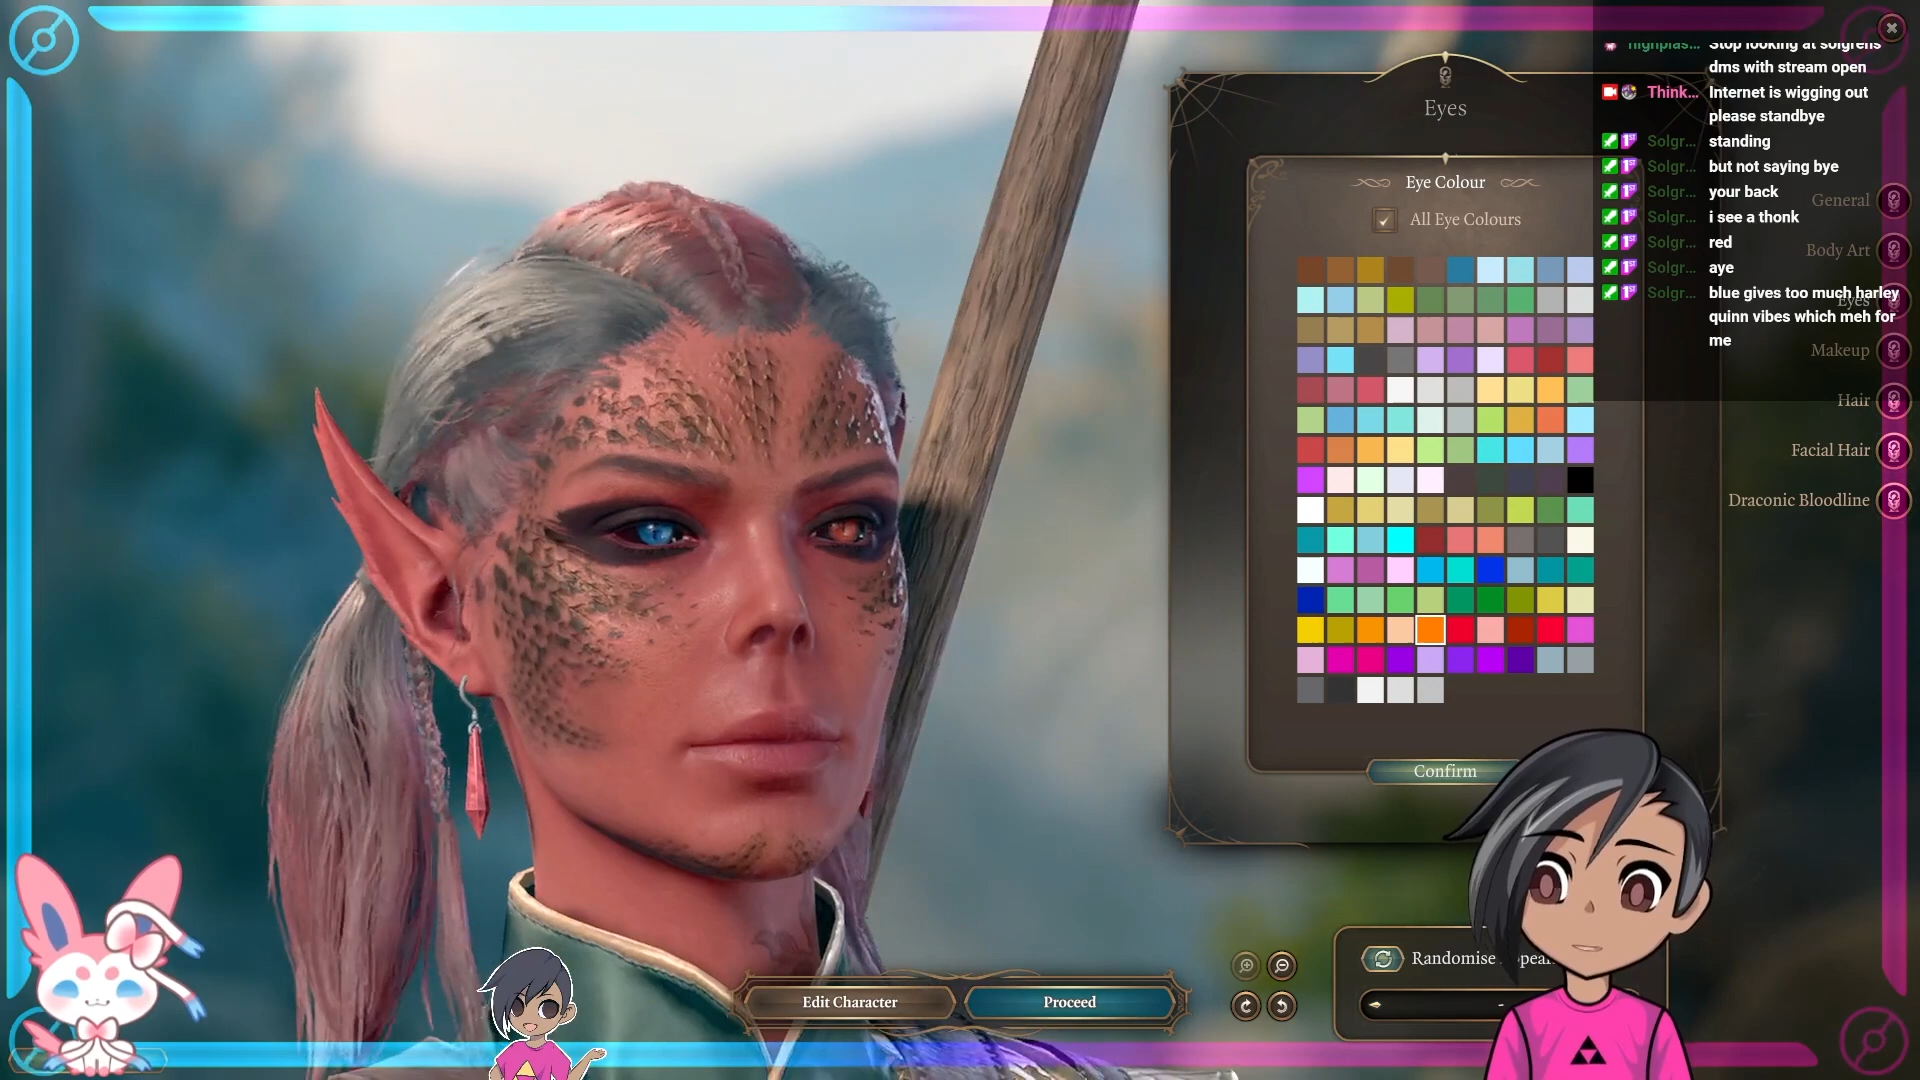 Eyes
Eye Colour
All Eye Colours
Confirm
Stop looking at solgrens
dms with stream open
Think... Internet is wigging out
please standbye
Solgr... standing
Solgr... but not saying bye
Solgr... your back
Solgr... i see a thonk
Solgr... red
Solgr... aye
Solgr... blue gives too much harley
quinn vibes which meh for
me
General
Body Art
Eyes
Makeup
Hair
Facial Hair
Draconic Bloodline
Edit Character
Proceed
Randomise